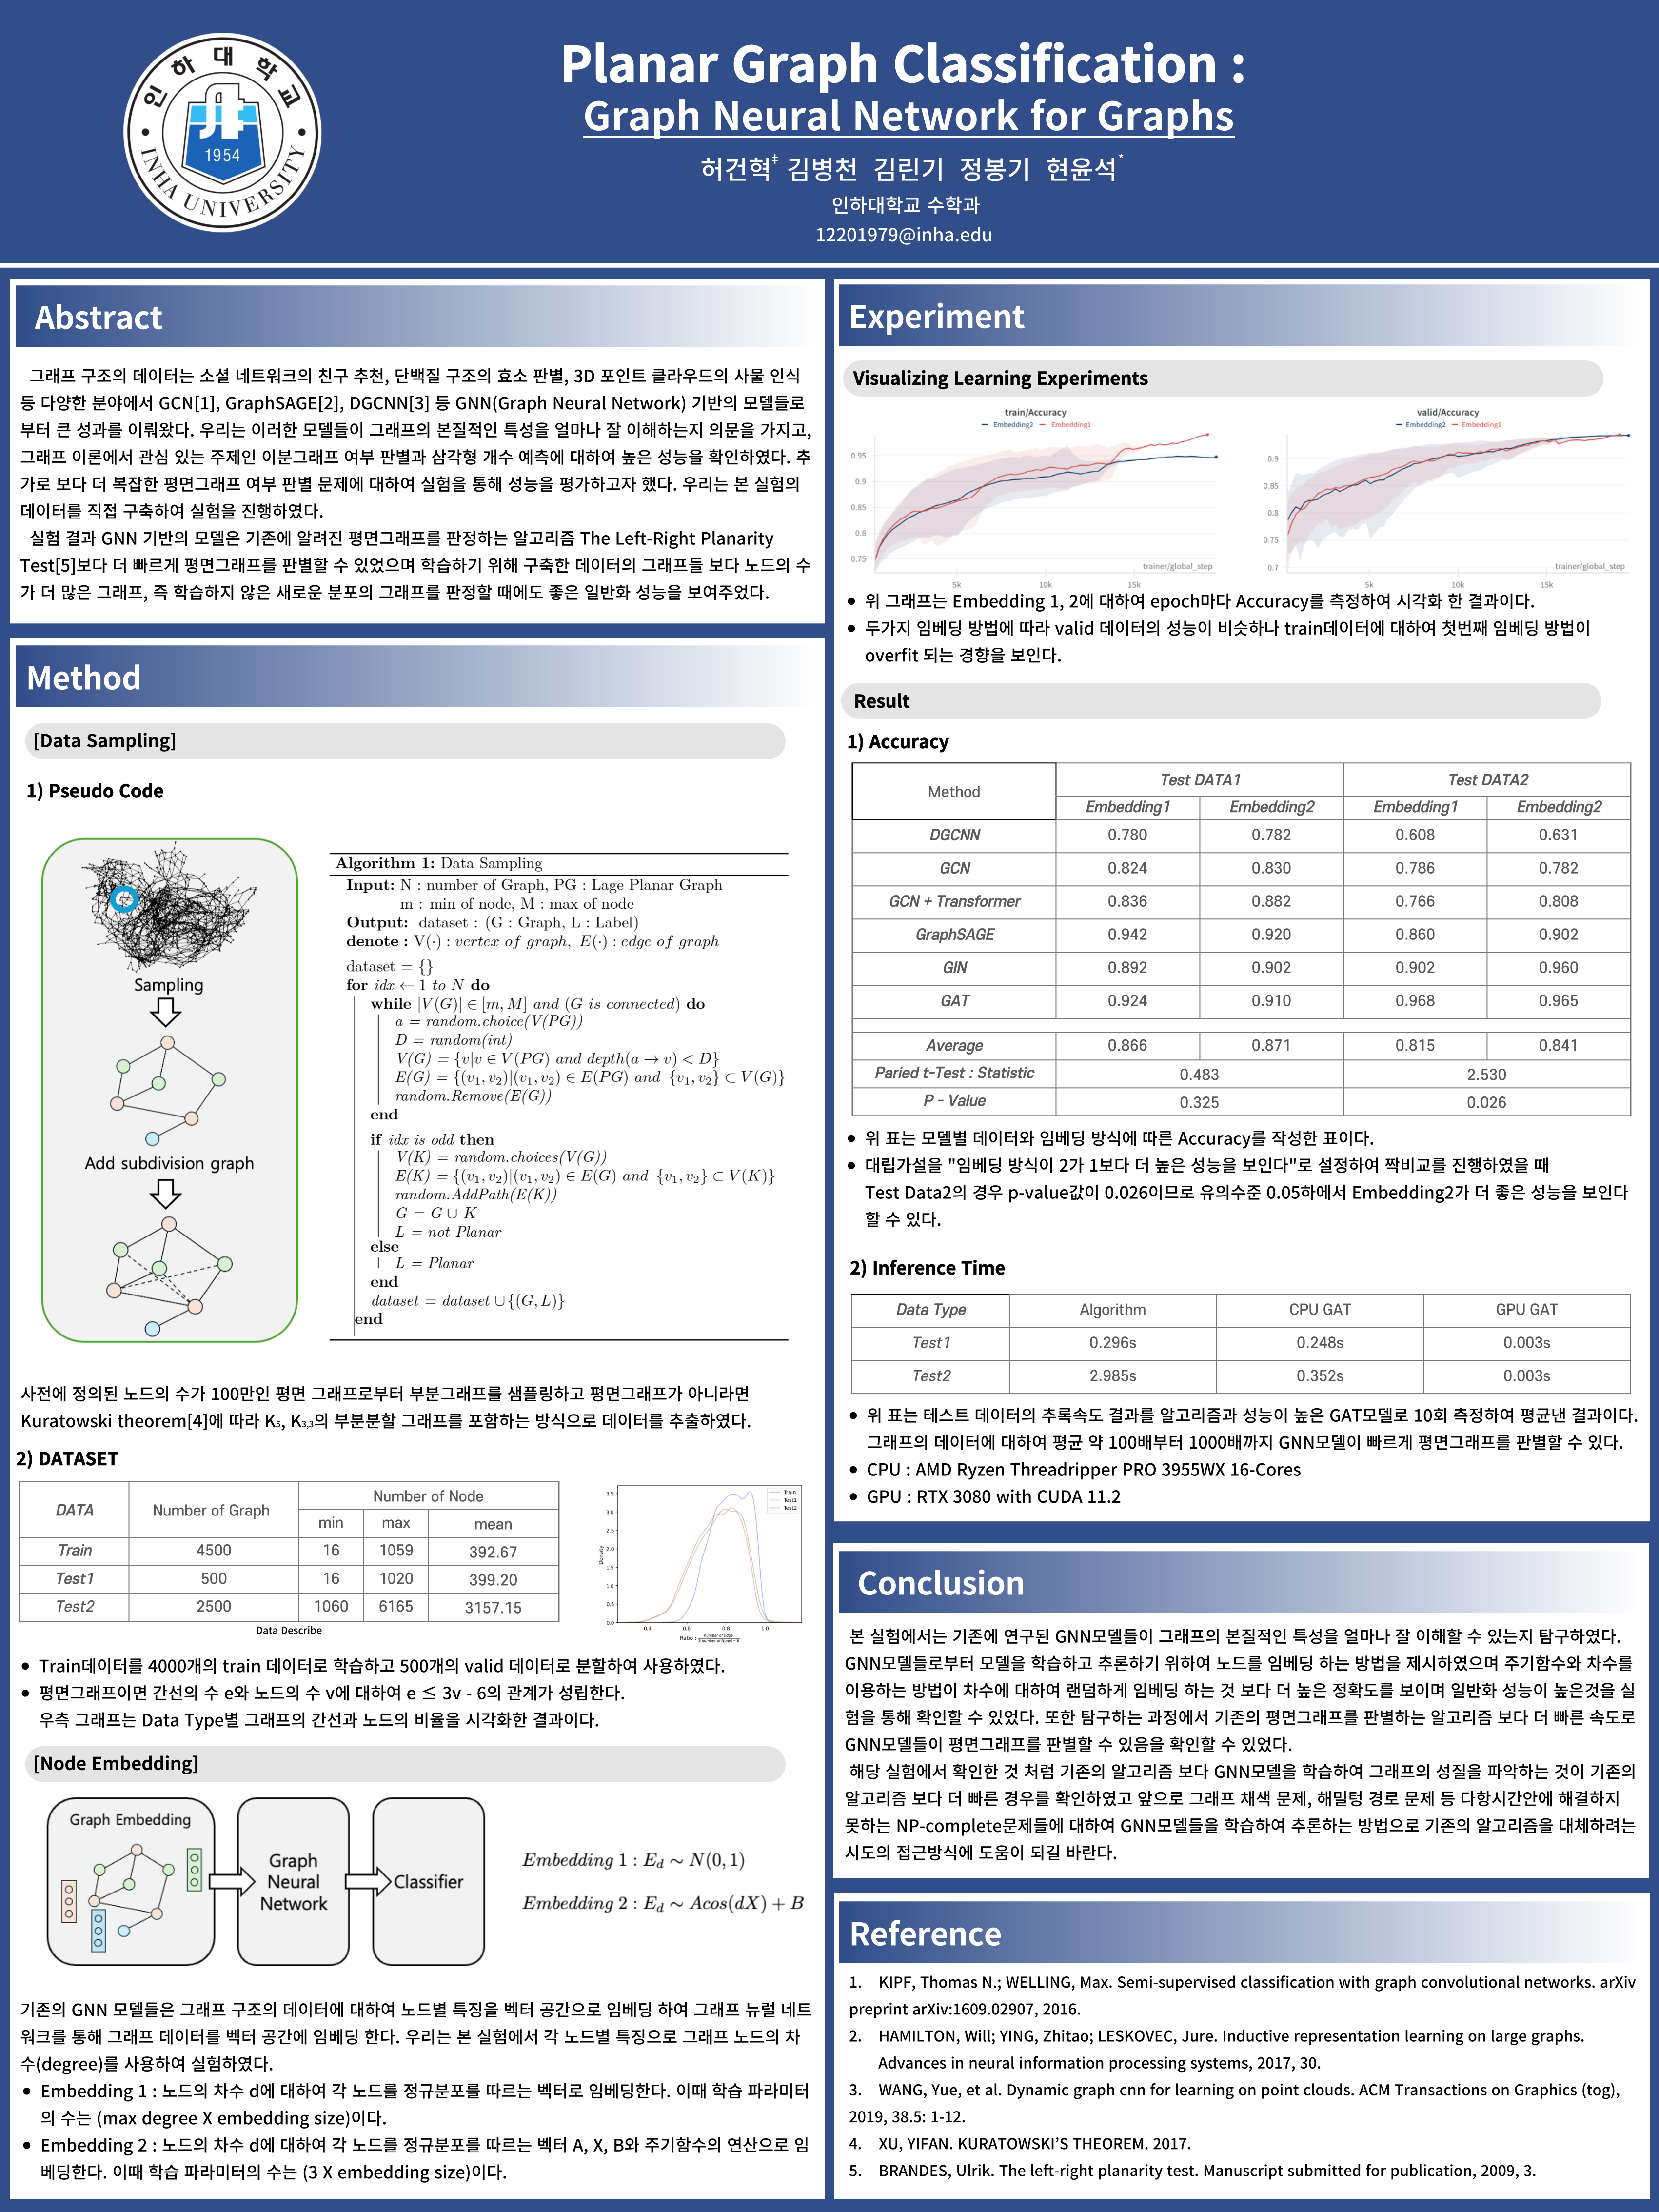 인하대학교
INHA UNIVERSITY
1954
Planar Graph Classification :
Graph Neural Network for Graphs
허건혁‡ 김병천 김린기 정봉기 현윤석*
인하대학교 수학과
12201979@inha.edu
Abstract
그래프 구조의 데이터는 소셜 네트워크의 친구 추천, 단백질 구조의 효소 판별, 3D 포인트 클라우드의 사물 인식
등 다양한 분야에서 GCN[1], GraphSAGE[2], DGCNN[3] 등 GNN(Graph Neural Network) 기반의 모델들로
부터 큰 성과를 이뤄왔다. 우리는 이러한 모델들이 그래프의 본질적인 특성을 얼마나 잘 이해하는지 의문을 가지고,
그래프 이론에서 관심 있는 주제인 이분그래프 여부 판별과 삼각형 개수 예측에 대하여 높은 성능을 확인하였다. 추
가로 보다 더 복잡한 평면그래프 여부 판별 문제에 대하여 실험을 통해 성능을 평가하고자 했다. 우리는 본 실험의
데이터를 직접 구축하여 실험을 진행하였다.
실험 결과 GNN 기반의 모델은 기존에 알려진 평면그래프를 판정하는 알고리즘 The Left-Right Planarity
Test[5]보다 더 빠르게 평면그래프를 판별할 수 있었으며 학습하기 위해 구축한 데이터의 그래프들 보다 노드의 수
가 더 많은 그래프, 즉 학습하지 않은 새로운 분포의 그래프를 판정할 때에도 좋은 일반화 성능을 보여주었다.
Method
[Data Sampling]
1) Pseudo Code
Sampling
Add subdivision graph
Algorithm 1: Data Sampling
Input: N : number of Graph, PG : Lage Planar Graph
m : min of node, M : max of node
Output: dataset : (G : Graph, L : Label)
denote : V(·) : vertex of graph, E(·) : edge of graph
dataset = {}
for idx ← 1 to N do
while |V(G)| ∈ [m, M] and (G is connected) do
a = random.choice(V(PG))
D = random(int)
V(G) = {v|v ∈ V(PG) and depth(a → v) < D}
E(G) = {(v₁, v₂)|(v₁, v₂) ∈ E(PG) and {v₁, v₂} ⊂ V(G)}
random.Remove(E(G))
end
if idx is odd then
V(K) = random.choices(V(G))
E(K) = {(v₁, v₂)|(v₁, v₂) ∈ E(G) and {v₁, v₂} ⊂ V(K)}
random.AddPath(E(K))
G = G ∪ K
L = not Planar
else
L = Planar
end
dataset = dataset ∪ {(G, L)}
end
사전에 정의된 노드의 수가 100만인 평면 그래프로부터 부분그래프를 샘플링하고 평면그래프가 아니라면
Kuratowski theorem[4]에 따라 K₅, K₃,₃의 부분분할 그래프를 포함하는 방식으로 데이터를 추출하였다.
2) DATASET
DATA Number of Graph Number of Node
min max mean
Train 4500 16 1059 392.67
Test1 500 16 1020 399.20
Test2 2500 1060 6165 3157.15
Data Describe
Train
Test1
Test2
Density
3.5
3.0
2.5
2.0
1.5
1.0
0.5
0.0
0.4 0.6 0.8 1.0
Ratio :
● Train데이터를 4000개의 train 데이터로 학습하고 500개의 valid 데이터로 분할하여 사용하였다.
● 평면그래프이면 간선의 수 e와 노드의 수 v에 대하여 e ≤ 3v - 6의 관계가 성립한다.
우측 그래프는 Data Type별 그래프의 간선과 노드의 비율을 시각화한 결과이다.
[Node Embedding]
Graph Embedding
Graph
Neural
Network
Classifier
Embedding 1 : E_d ∼ N(0, 1)
Embedding 2 : E_d ∼ Acos(dX) + B
기존의 GNN 모델들은 그래프 구조의 데이터에 대하여 노드별 특징을 벡터 공간으로 임베딩 하여 그래프 뉴럴 네트
워크를 통해 그래프 데이터를 벡터 공간에 임베딩 한다. 우리는 본 실험에서 각 노드별 특징으로 그래프 노드의 차
수(degree)를 사용하여 실험하였다.
● Embedding 1 : 노드의 차수 d에 대하여 각 노드를 정규분포를 따르는 벡터로 임베딩한다. 이때 학습 파라미터
의 수는 (max degree X embedding size)이다.
● Embedding 2 : 노드의 차수 d에 대하여 각 노드를 정규분포를 따르는 벡터 A, X, B와 주기함수의 연산으로 임
베딩한다. 이때 학습 파라미터의 수는 (3 X embedding size)이다.
Experiment
Visualizing Learning Experiments
train/Accuracy
Embedding2 Embedding1
0.95
0.9
0.85
0.8
0.75
trainer/global_step
5k 10k 15k
valid/Accuracy
Embedding2 Embedding1
0.9
0.85
0.8
0.75
0.7
trainer/global_step
5k 10k 15k
● 위 그래프는 Embedding 1, 2에 대하여 epoch마다 Accuracy를 측정하여 시각화 한 결과이다.
● 두가지 임베딩 방법에 따라 valid 데이터의 성능이 비슷하나 train데이터에 대하여 첫번째 임베딩 방법이
overfit 되는 경향을 보인다.
Result
1) Accuracy
Method Test DATA1 Test DATA2
Embedding1 Embedding2 Embedding1 Embedding2
DGCNN 0.780 0.782 0.608 0.631
GCN 0.824 0.830 0.786 0.782
GCN + Transformer 0.836 0.882 0.766 0.808
GraphSAGE 0.942 0.920 0.860 0.902
GIN 0.892 0.902 0.902 0.960
GAT 0.924 0.910 0.968 0.965
Average 0.866 0.871 0.815 0.841
Paried t-Test : Statistic 0.483 2.530
P - Value 0.325 0.026
● 위 표는 모델별 데이터와 임베딩 방식에 따른 Accuracy를 작성한 표이다.
● 대립가설을 "임베딩 방식이 2가 1보다 더 높은 성능을 보인다"로 설정하여 짝비교를 진행하였을 때
Test Data2의 경우 p-value값이 0.026이므로 유의수준 0.05하에서 Embedding2가 더 좋은 성능을 보인다
할 수 있다.
2) Inference Time
Data Type Algorithm CPU GAT GPU GAT
Test1 0.296s 0.248s 0.003s
Test2 2.985s 0.352s 0.003s
● 위 표는 테스트 데이터의 추록속도 결과를 알고리즘과 성능이 높은 GAT모델로 10회 측정하여 평균낸 결과이다.
그래프의 데이터에 대하여 평균 약 100배부터 1000배까지 GNN모델이 빠르게 평면그래프를 판별할 수 있다.
● CPU : AMD Ryzen Threadripper PRO 3955WX 16-Cores
● GPU : RTX 3080 with CUDA 11.2
Conclusion
본 실험에서는 기존에 연구된 GNN모델들이 그래프의 본질적인 특성을 얼마나 잘 이해할 수 있는지 탐구하였다.
GNN모델들로부터 모델을 학습하고 추론하기 위하여 노드를 임베딩 하는 방법을 제시하였으며 주기함수와 차수를
이용하는 방법이 차수에 대하여 랜덤하게 임베딩 하는 것 보다 더 높은 정확도를 보이며 일반화 성능이 높은것을 실
험을 통해 확인할 수 있었다. 또한 탐구하는 과정에서 기존의 평면그래프를 판별하는 알고리즘 보다 더 빠른 속도로
GNN모델들이 평면그래프를 판별할 수 있음을 확인할 수 있었다.
해당 실험에서 확인한 것 처럼 기존의 알고리즘 보다 GNN모델을 학습하여 그래프의 성질을 파악하는 것이 기존의
알고리즘 보다 더 빠른 경우를 확인하였고 앞으로 그래프 채색 문제, 해밀텅 경로 문제 등 다항시간안에 해결하지
못하는 NP-complete문제들에 대하여 GNN모델들을 학습하여 추론하는 방법으로 기존의 알고리즘을 대체하려는
시도의 접근방식에 도움이 되길 바란다.
Reference
1. KIPF, Thomas N.; WELLING, Max. Semi-supervised classification with graph convolutional networks. arXiv
preprint arXiv:1609.02907, 2016.
2. HAMILTON, Will; YING, Zhitao; LESKOVEC, Jure. Inductive representation learning on large graphs.
Advances in neural information processing systems, 2017, 30.
3. WANG, Yue, et al. Dynamic graph cnn for learning on point clouds. ACM Transactions on Graphics (tog),
2019, 38.5: 1-12.
4. XU, YIFAN. KURATOWSKI'S THEOREM. 2017.
5. BRANDES, Ulrik. The left-right planarity test. Manuscript submitted for publication, 2009, 3.